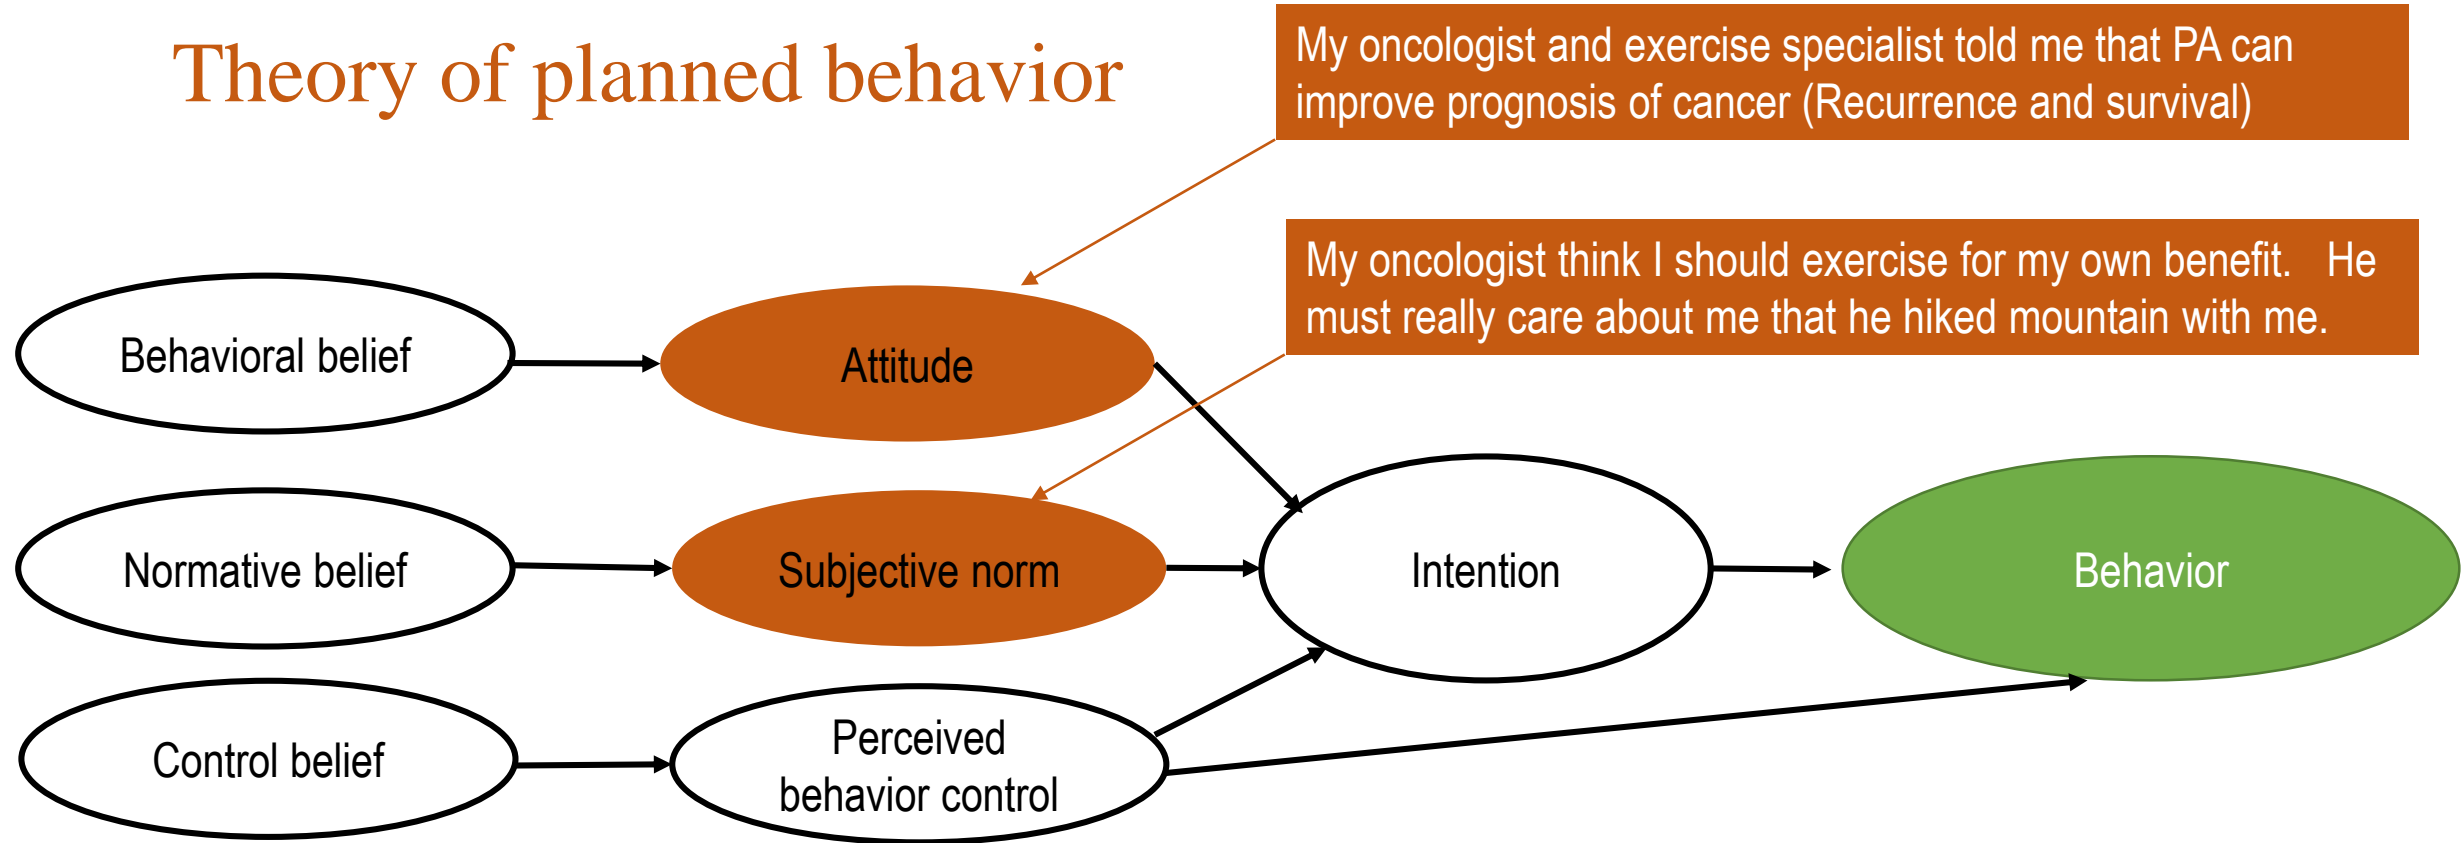 Theory of planned behavior
My oncologist and exercise specialist told me that PA can
improve prognosis of cancer (Recurrence and survival)
My oncologist think I should exercise for my own benefit.   He
must really care about me that he hiked mountain with me.
Behavioral belief
Attitude
Normative belief
Subjective norm
Intention
Behavior
Control belief
Perceived
behavior control